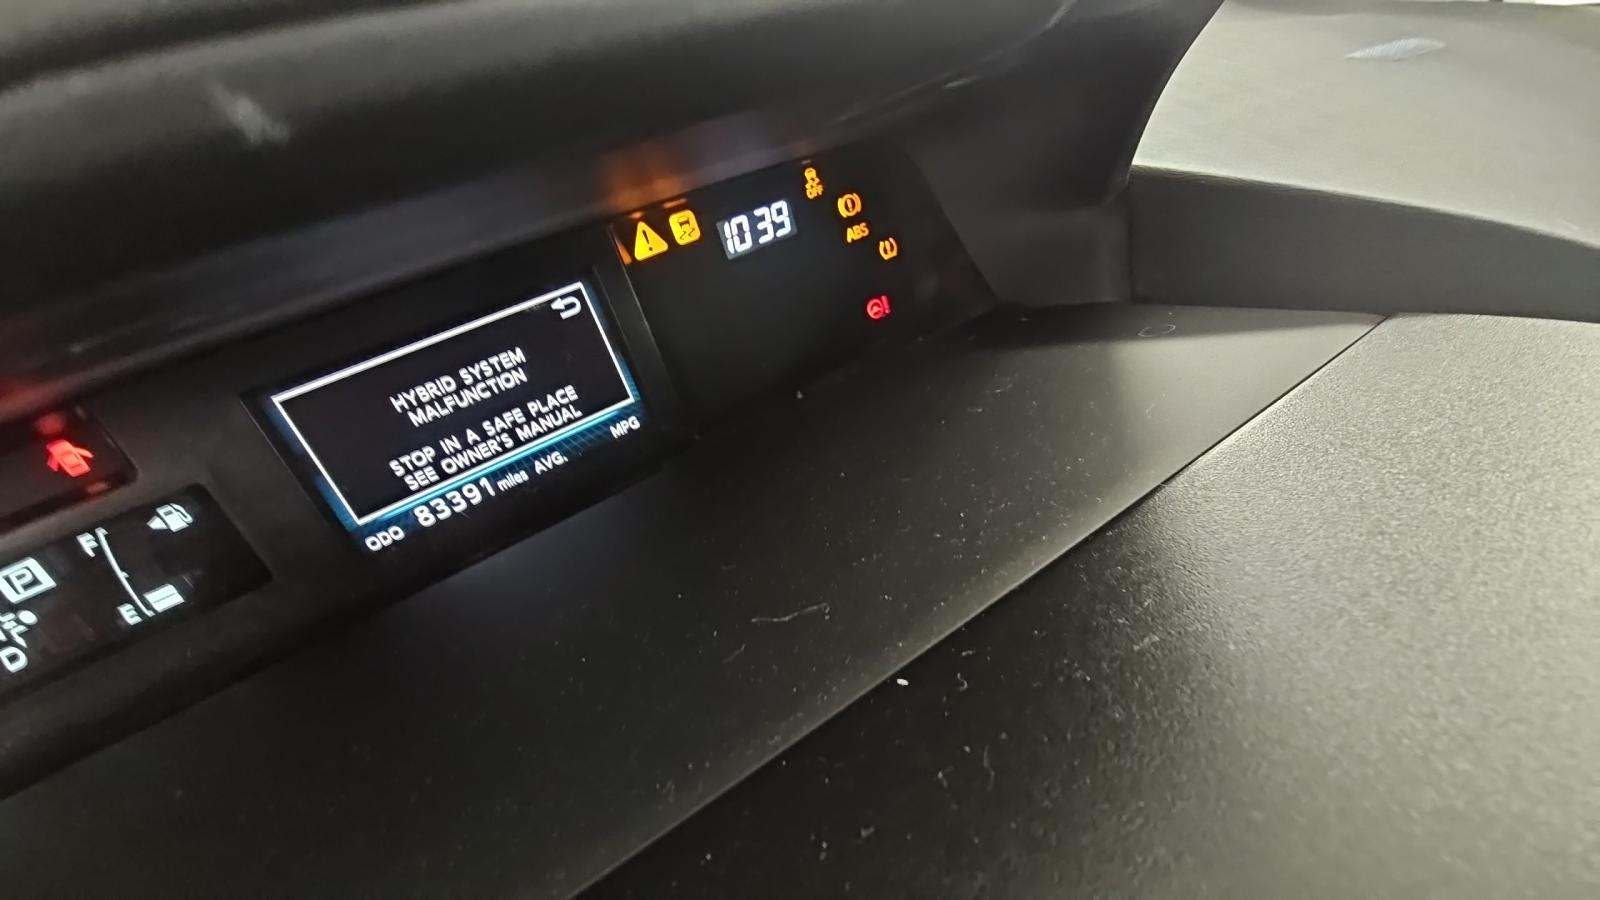 10:39
OFF
ABS
HYBRID SYSTEM
MALFUNCTION
STOP IN A SAFE PLACE
SEE OWNER'S MANUAL
ODO 83391 miles AVG. MPG
P
F
E
D